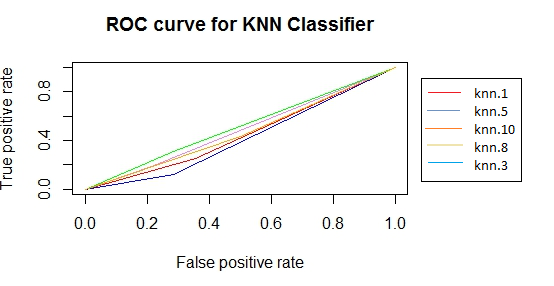 ROC curve for KNN Classifier
True positive rate
0.8
0.4
0.0
0.0 0.2 0.4 0.6 0.8 1.0
False positive rate
knn.1
knn.5
knn.10
knn.8
knn.3